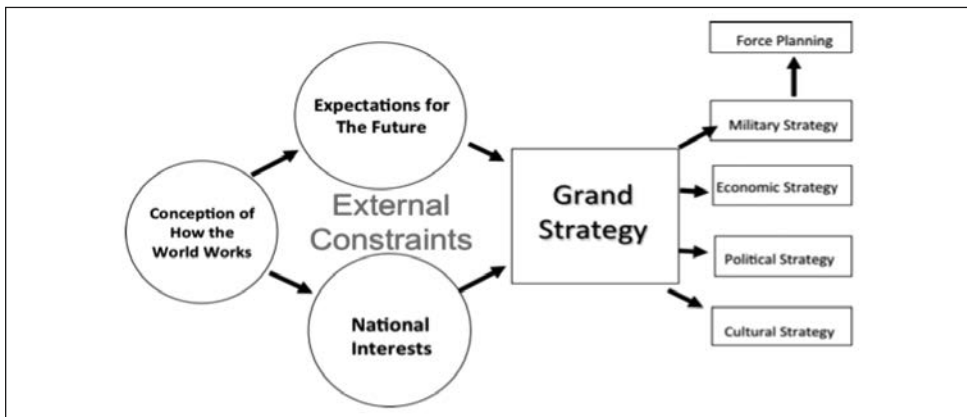 Force Planning
Expectations for
The Future
Military Strategy
Conception of
How the
World Works
External
Constraints
Grand
Strategy
Economic Strategy
Political Strategy
National
Interests
Cultural Strategy